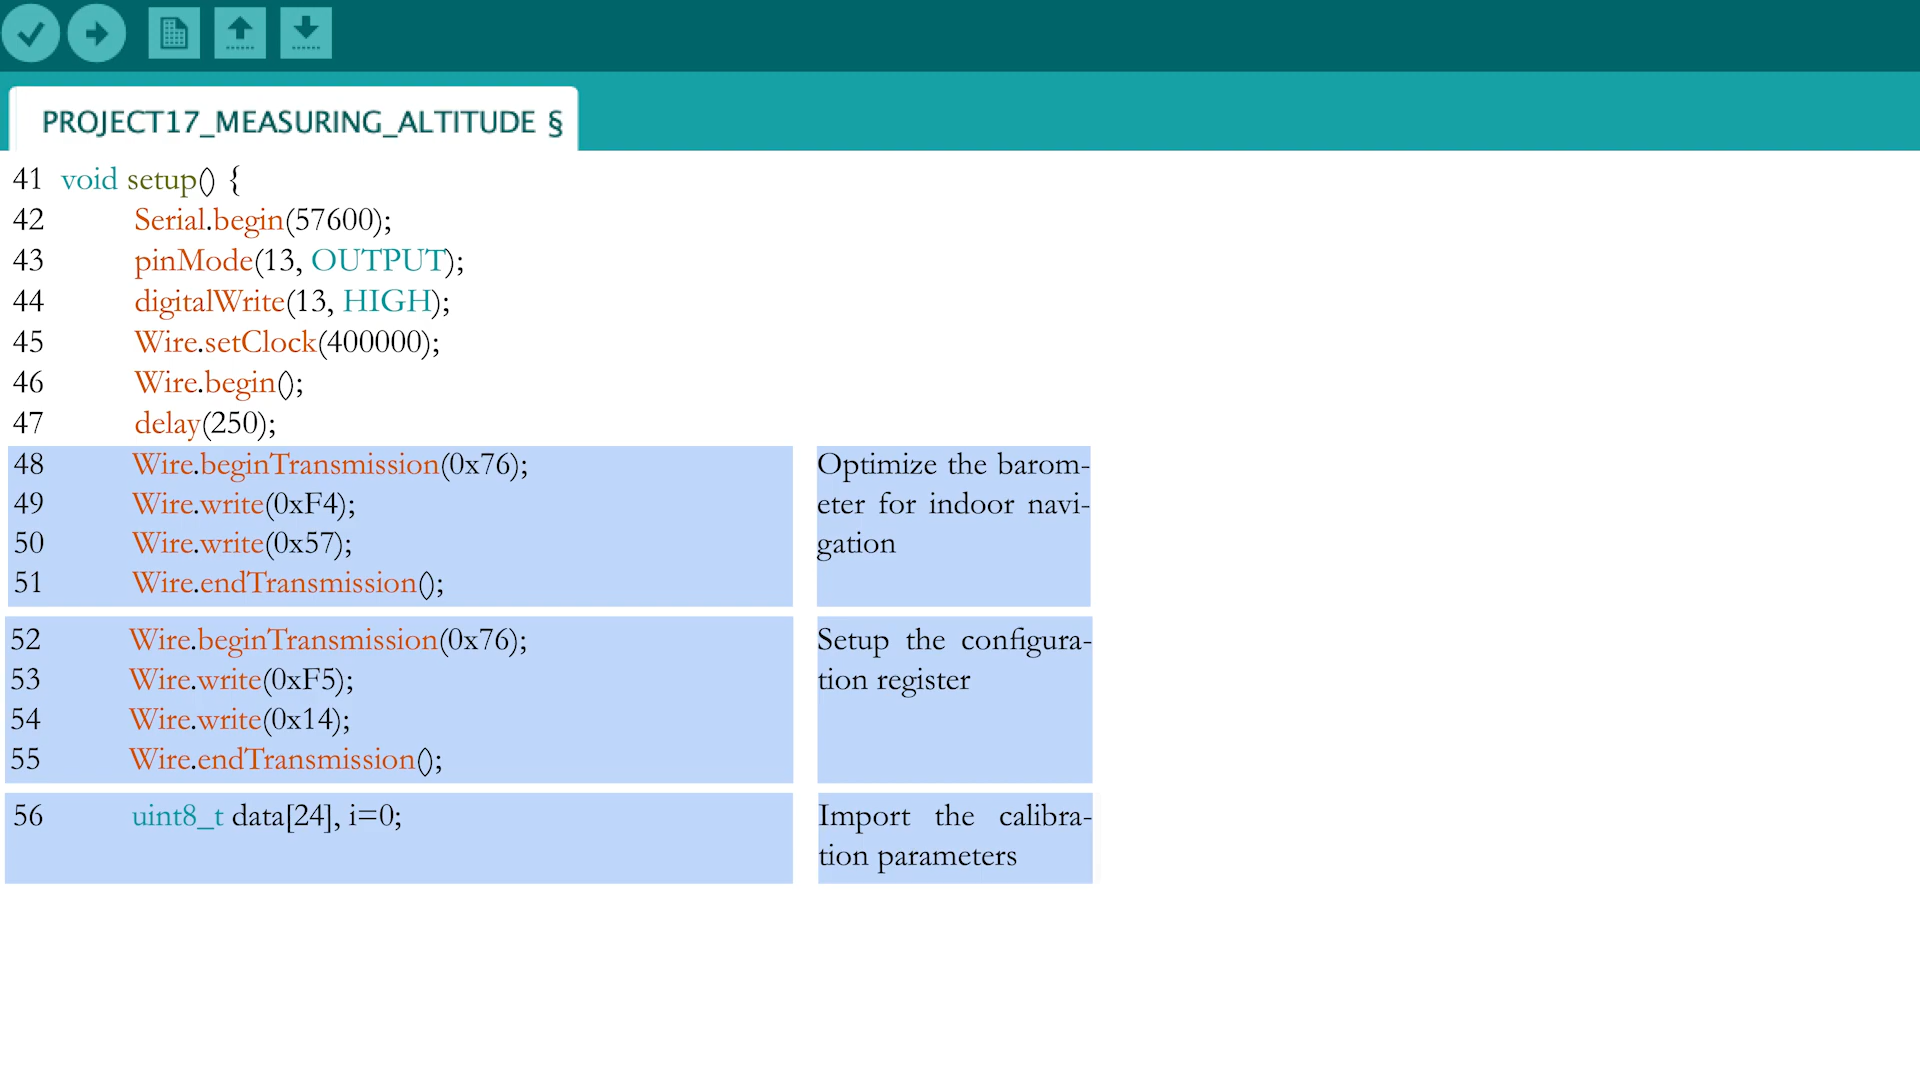 PROJECT17_MEASURING_ALTITUDE §
41 void setup() {
42 Serial.begin(57600);
43 pinMode(13, OUTPUT);
44 digitalWrite(13, HIGH);
45 Wire.setClock(400000);
46 Wire.begin();
47 delay(250);
48 Wire.beginTransmission(0x76);
49 Wire.write(0xF4);
50 Wire.write(0x57);
51 Wire.endTransmission();
Optimize the barom-
eter for indoor navi-
gation
52 Wire.beginTransmission(0x76);
53 Wire.write(0xF5);
54 Wire.write(0x14);
55 Wire.endTransmission();
Setup the configura-
tion register
56 uint8_t data[24], i=0;
Import the calibra-
tion parameters